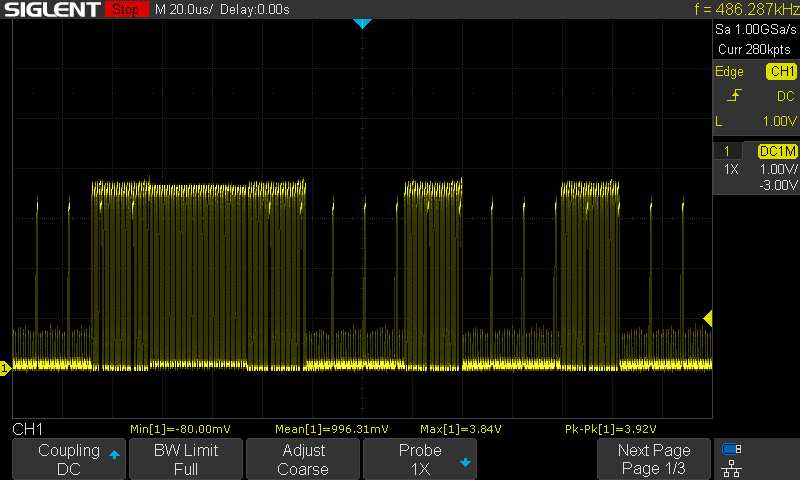 SIGLENT Stop M 20.0us/ Delay:0.00s f = 486.287kHz
Sa 1.00GSa/s
Curr 280kpts
Edge CH1
DC
L 1.00V
1 DC1M
1X 1.00V/
-3.00V
1
CH1 Min[1]=-80.00mV Mean[1]=996.31mV Max[1]=3.84V Pk-Pk[1]=3.92V
Coupling BW Limit Adjust Probe Next Page
DC Full Coarse 1X Page 1/3